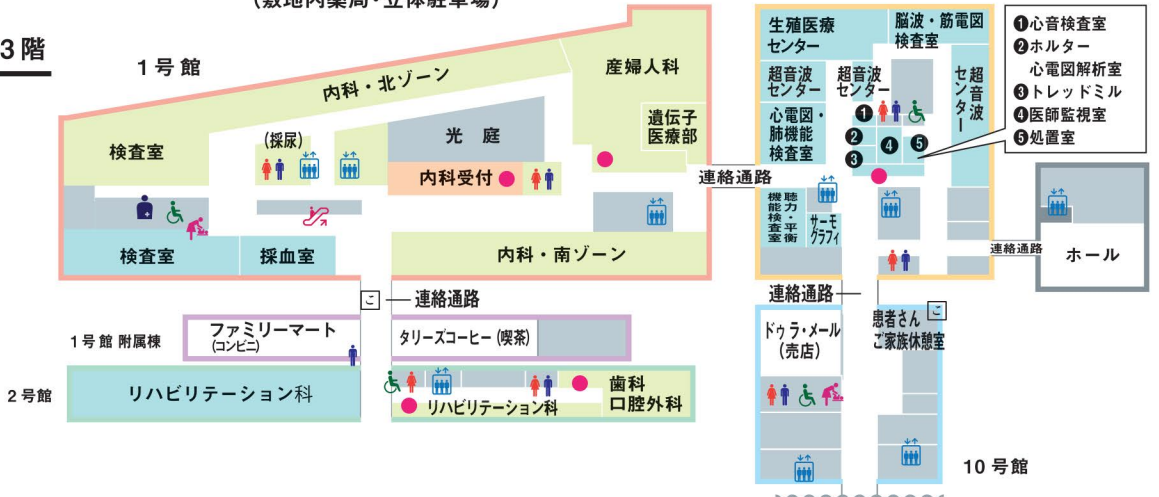 (敷地内薬局・立体駐車場)
3階
1号館
内科・北ゾーン
産婦人科
検査室
(採尿)
光 庭
遺伝子
医療部
内科受付
検査室
採血室
内科・南ゾーン
連絡通路
生殖医療
センター
脳波・筋電図
検査室
超音波
センター
超音波
センター
超音波
センター
心電図・
肺機能
検査室
❶
❷
❸
❹
❺
聴力・平衡
機能検査室
サーモ
グラフィ
❶心音検査室
❷ホルター
心電図解析室
❸トレッドミル
❹医師監視室
❺処置室
連絡通路
ホール
こ
連絡通路
1号館 附属棟
ファミリーマート
(コンビニ)
タリーズコーヒー (喫茶)
2号館
リハビリテーション科
リハビリテーション科
歯科
口腔外科
連絡通路
ドゥラ・メール
(売店)
こ
患者さん
ご家族休憩室
10号館